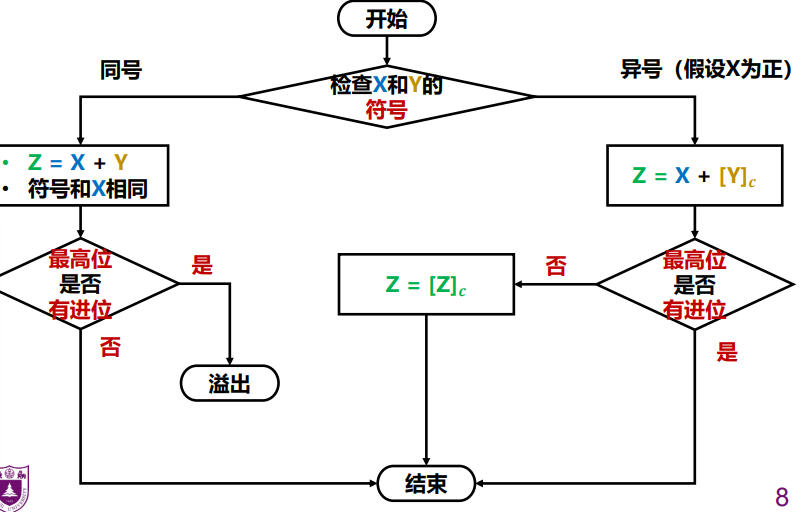 开始
同号
异号（假设X为正）
检查X和Y的
符号
• Z = X + Y
• 符号和X相同
Z = X + [Y]c
最高位
是否
有进位
是
否
Z = [Z]c
否
最高位
是否
有进位
是
溢出
结束
8